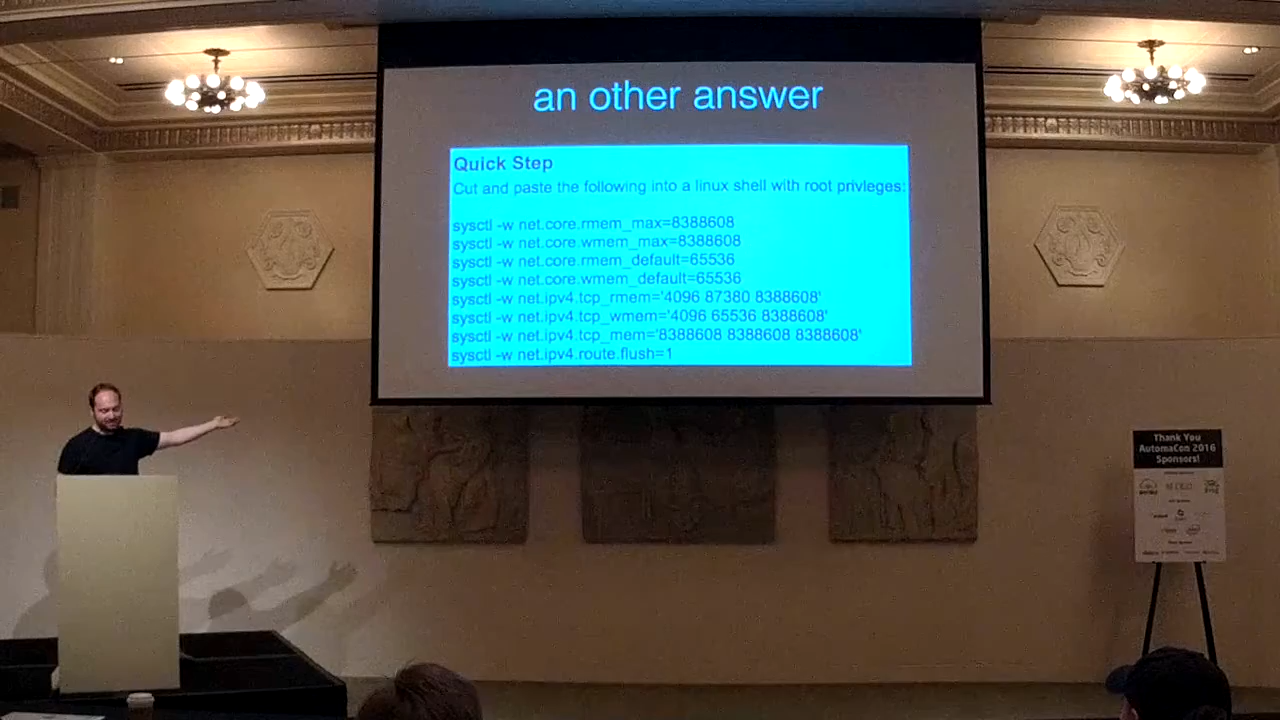 an other answer
Quick Step
Cut and paste the following into a linux shell with root privleges:
sysctl -w net.core.rmem_max=8388608
sysctl -w net.core.wmem_max=8388608
sysctl -w net.core.rmem_default=65536
sysctl -w net.core.wmem_default=65536
sysctl -w net.ipv4.tcp_rmem='4096 87380 8388608'
sysctl -w net.ipv4.tcp_wmem='4096 65536 8388608'
sysctl -w net.ipv4.tcp_mem='8388608 8388608 8388608'
sysctl -w net.ipv4.route.flush=1
Thank You
AutomaCon 2016
Sponsors!